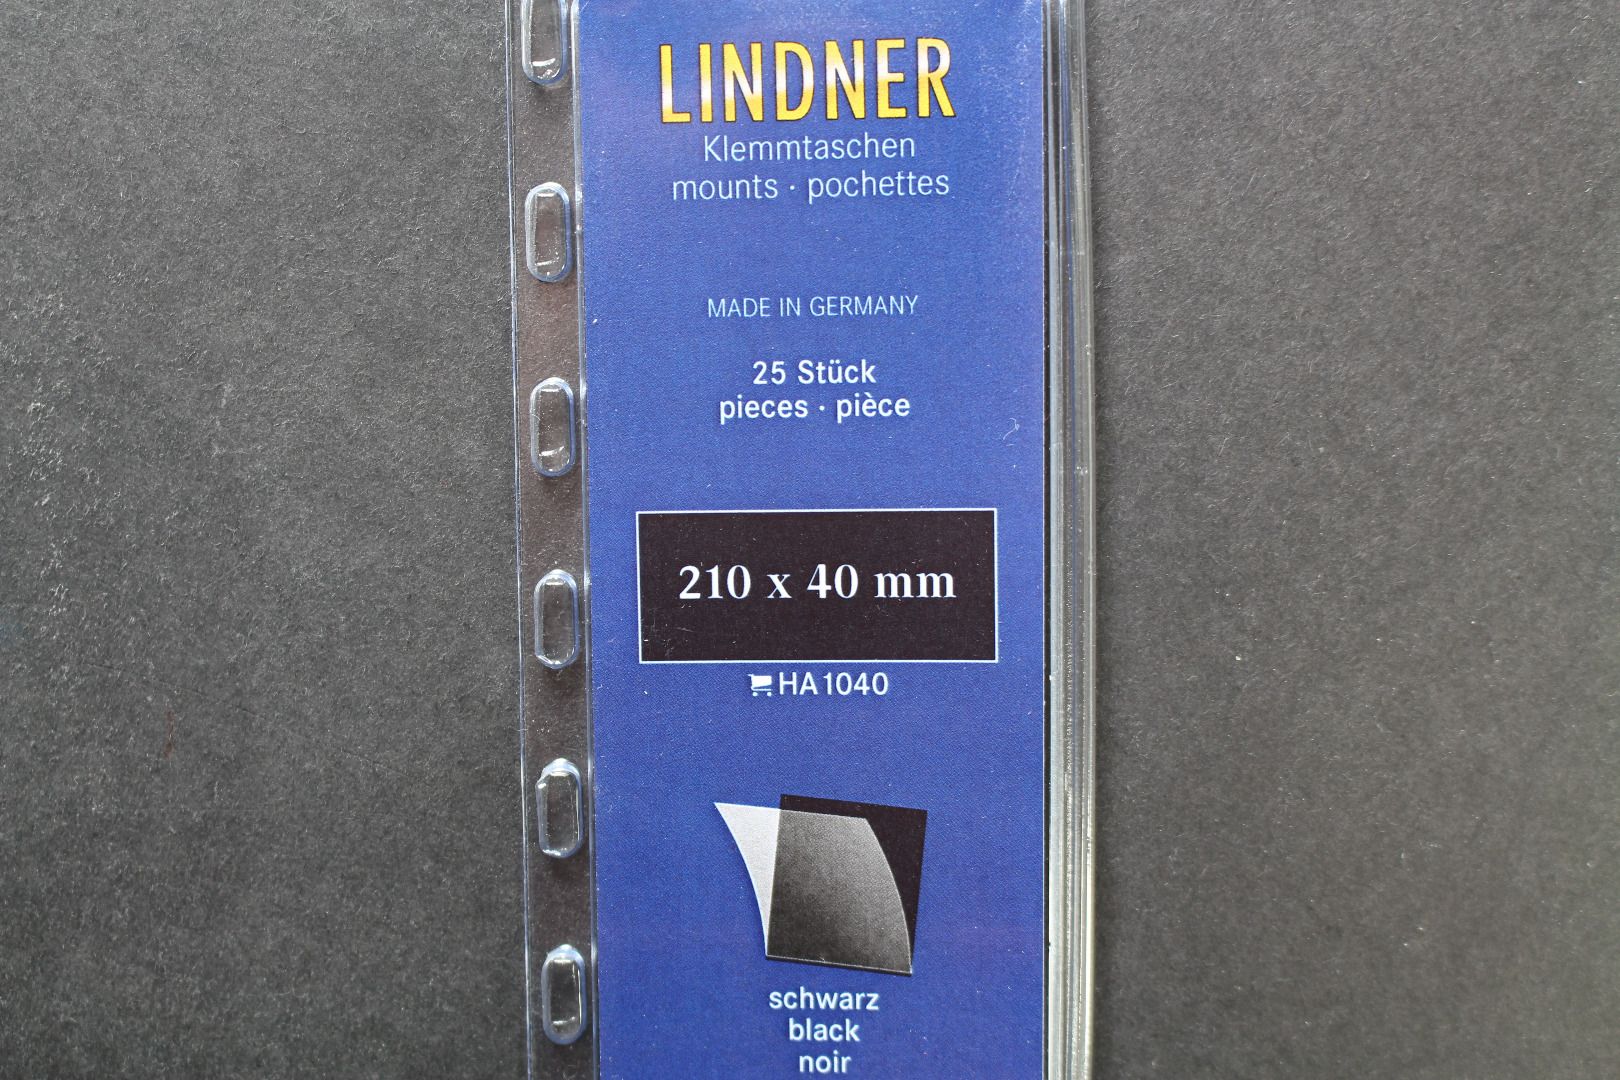 LINDNER
Klemmtaschen
mounts · pochettes
MADE IN GERMANY
25 Stück
pieces · pièce
210 x 40 mm
HA1040
schwarz
black
noir